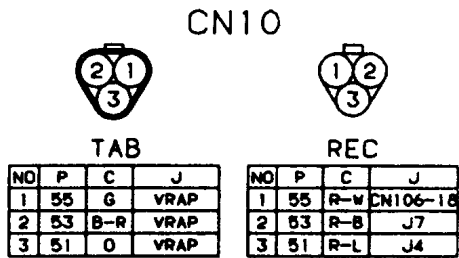 CN10
2 1
3
1 2
3
TAB
REC
NO P C J
1 55 G VRAP
2 53 B-R VRAP
3 51 O VRAP
NO P C J
1 55 R-W CN106-18
2 53 R-B J7
3 51 R-L J4